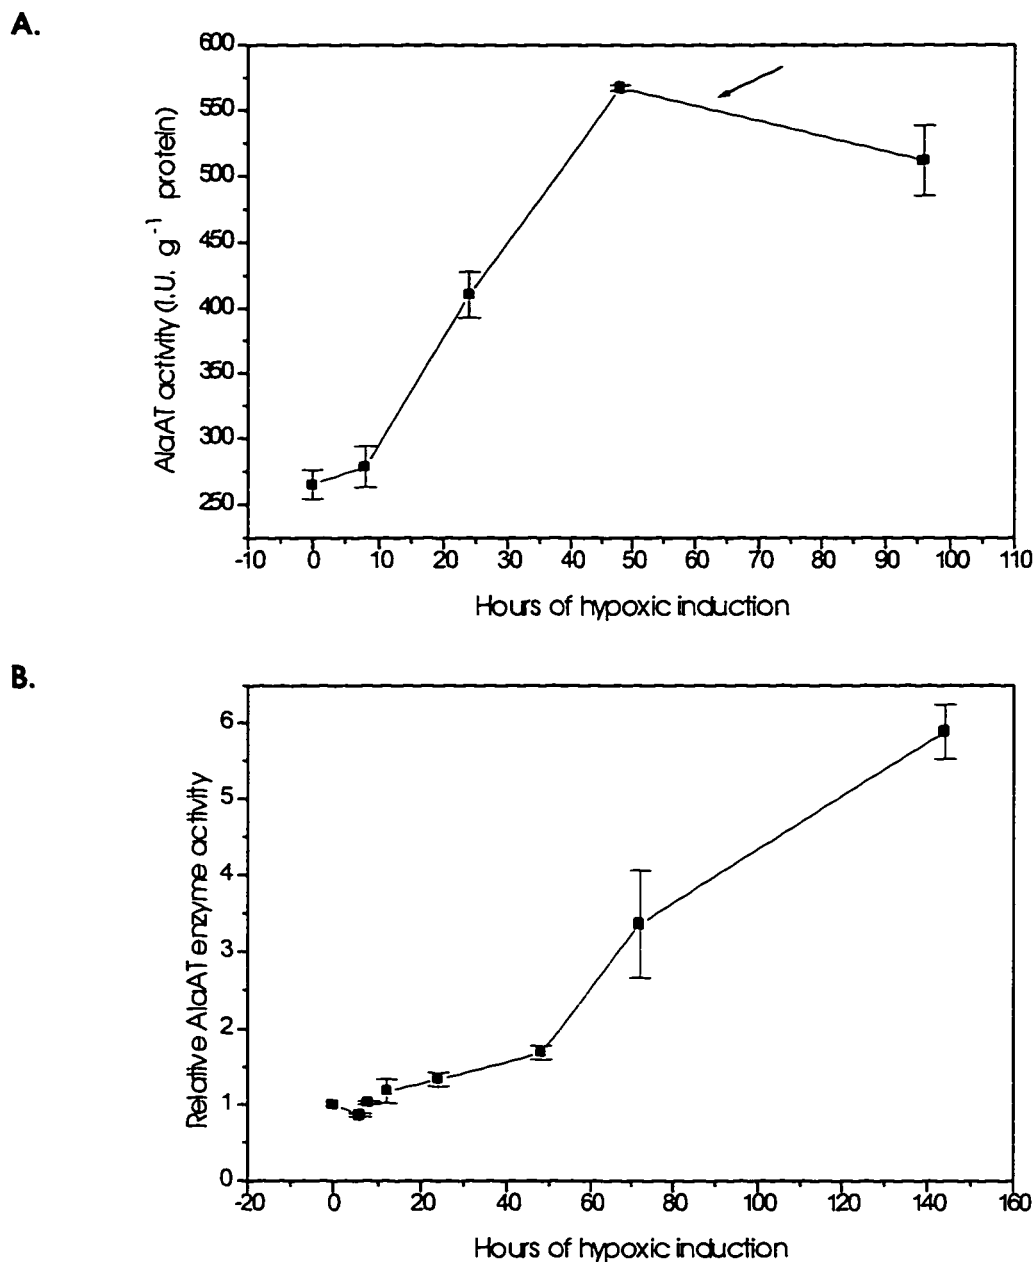 A.
600
550
500
450
400
350
300
250
AlaAT activity (I.U. g⁻¹ protein)
-10 0 10 20 30 40 50 60 70 80 90 100 110
Hours of hypoxic induction
B.
6
5
4
3
2
1
0
Relative AlaAT enzyme activity
-20 0 20 40 60 80 100 120 140 160
Hours of hypoxic induction